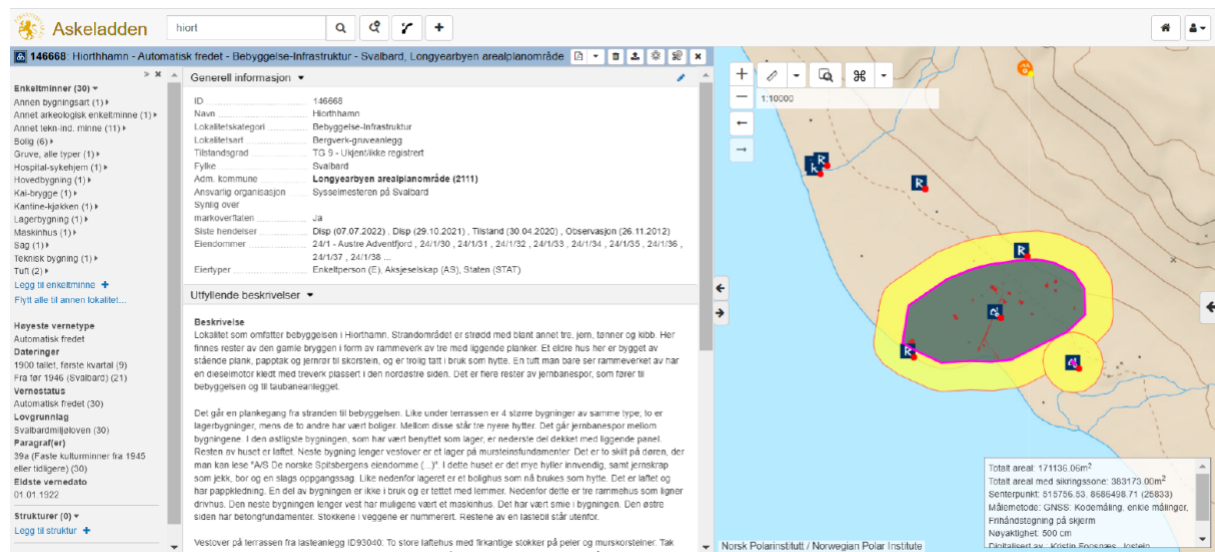 Askeladden
hiort
146668 Hiorthhamn - Automatisk fredet - Bebyggelse-Infrastruktur - Svalbard, Longyearbyen arealplanområde
Enkeltminner (30)
Annen bygningsart (1)
Annet arkeologisk enkeltminne (1)
Annet tekn-ind. minne (11)
Bolig (6)
Gruve, alle typer (1)
Hospital-sykehjem (1)
Hovedbygning (1)
Kai-brygge (1)
Kantine-kjøkken (1)
Lagerbygning (1)
Maskinhus (1)
Sag (1)
Teknisk bygning (1)
Tuft (2)
Legg til enkeltminne +
Flytt alle til annen lokalitet...
Høyeste vernetype
Automatisk fredet
Dateringer
1900 tallet, første kvartal (9)
Fra før 1946 (Svalbard) (21)
Vernestatus
Automatisk fredet (30)
Lovgrunnlag
Svalbardmiljøloven (30)
Paragraf(er)
39a (Faste kulturminner fra 1945
eller tidligere) (30)
Eldste vernedato
01.01.1922
Strukturer (0)
Legg til struktur +
Generell informasjon
ID 146668
Navn Hiorthhamn
Lokalitetskategori Bebyggelse-Infrastruktur
Lokalitetsart Bergverk-gruveanlegg
Tilstandsgrad TG 9 - Ukjent/ikke registrert
Fylke Svalbard
Adm. kommune Longyearbyen arealplanområde (2111)
Ansvarlig organisasjon Sysselmesteren på Svalbard
Synlig over
markoverflaten Ja
Siste hendelser Disp (07.07.2022) , Disp (29.10.2021) , Tilstand (30.04.2020) , Observasjon (26.11.2012)
Eiendommer 24/1 - Austre Adventfjord , 24/1/30 , 24/1/31 , 24/1/32 , 24/1/33 , 24/1/34 , 24/1/35 , 24/1/36 ,
24/1/37 , 24/1/38 ...
Eiertyper Enkeltperson (E), Aksjeselskap (AS), Staten (STAT)
Utfyllende beskrivelser
Beskrivelse
Lokalitet som omfatter bebyggelsen i Hiorthamn. Strandområdet er strødd med blant annet tre, jern, tønner og kibb. Her
finnes rester av den gamle bryggen i form av rammeverk av tre med liggende planker. Et eldre hus her er bygget av
stående plank, papptak og jernrør til skorstein, og er trolig tatt i bruk som hytte. En tuft man bare ser rammeverket av har
en dieselmotor kledt med treverk plassert i den nordøstre siden. Det er flere rester av jernbanespor, som fører til
bebyggelsen og til taubaneanlegget.
Det går en plankegang fra stranden til bebyggelsen. Like under terrassen er 4 større bygninger av samme type; to er
lagerbygninger, mens de to andre har vært boliger. Mellom disse står tre nyere hytter. Det går jernbanespor mellom
bygningene. I den østligste bygningen, som har vært benyttet som lager, er nederste del dekket med liggende panel.
Resten av huset er laftet. Neste bygning lenger vestover er et lager på mursteinsfundamenter. Det er to skilt på døren, der
man kan lese "A/S De norske Spitsbergens eiendomme (...)". I dette huset er det mye hyller innvendig, samt jernskrap
som jekk, bor og en slags oppgangssag. Like nedenfor lageret er et bolighus som nå brukes som hytte. Det er laftet og
har pappkledning. En del av bygningen er ikke i bruk og er tettet med lemmer. Nedenfor dette er tre rammehus som ligner
drivhus. Den neste bygningen lenger vest har muligens vært et maskinhus. Det har vært smie i bygningen. Den østre
siden har betongfundamenter. Stokkene i veggene er nummerert. Restene av en lastebil står utenfor.
Vestover på terrassen fra lasteanlegg ID93040. To store laftehus med firkantige stokker på peler og murskorsteiner. Tak
1:10000
R
R
R
R
R
Totalt areal: 171136.06m2
Totalt areal med sikringssone: 383173.00m2
Senterpunkt: 515756.53, 8686498.71 (25833)
Målemetode: GNSS: Kodemåling, enkle målinger,
Frihåndstegning på skjerm
Nøyaktighet: 500 cm
Digitalisert av : Kristin Fogsnæs, Jostein
Norsk Polarinstitutt / Norwegian Polar Institute